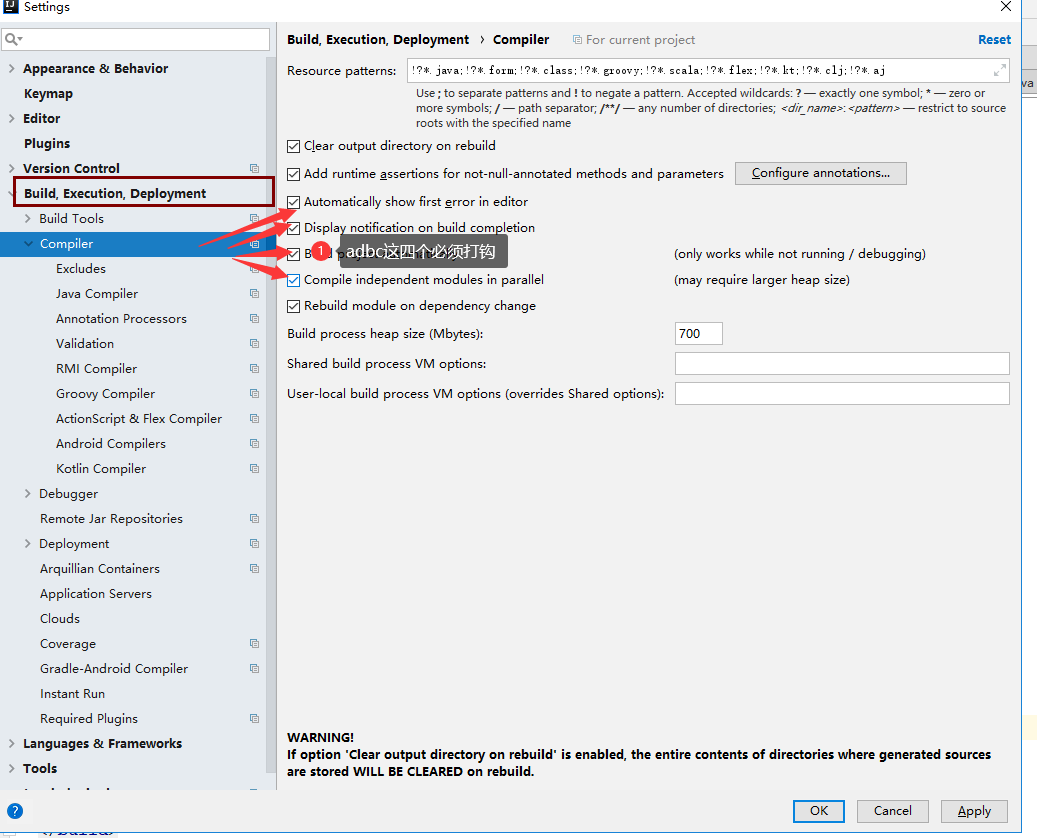 Settings
Build, Execution, Deployment › Compiler
For current project
Reset
Appearance & Behavior
Keymap
Editor
Plugins
Version Control
Build, Execution, Deployment
Build Tools
Compiler
Excludes
Java Compiler
Annotation Processors
Validation
RMI Compiler
Groovy Compiler
ActionScript & Flex Compiler
Android Compilers
Kotlin Compiler
Debugger
Remote Jar Repositories
Deployment
Arquillian Containers
Application Servers
Clouds
Coverage
Gradle-Android Compiler
Instant Run
Required Plugins
Languages & Frameworks
Tools
Resource patterns: !?*.java;!?*.form;!?*.class;!?*.groovy;!?*.scala;!?*.flex;!?*.kt;!?*.clj;!?*.aj
Use ; to separate patterns and ! to negate a pattern. Accepted wildcards: ? — exactly one symbol; * — zero or
more symbols; / — path separator; /**/ — any number of directories; <dir_name>:<pattern> — restrict to source
roots with the specified name
Clear output directory on rebuild
Add runtime assertions for not-null-annotated methods and parameters
Configure annotations...
Automatically show first error in editor
Display notification on build completion
1 adbc这四个必须打钩
(only works while not running / debugging)
Compile independent modules in parallel
(may require larger heap size)
Rebuild module on dependency change
Build process heap size (Mbytes): 700
Shared build process VM options:
User-local build process VM options (overrides Shared options):
WARNING!
If option 'Clear output directory on rebuild' is enabled, the entire contents of directories where generated sources
are stored WILL BE CLEARED on rebuild.
?
OK
Cancel
Apply
va